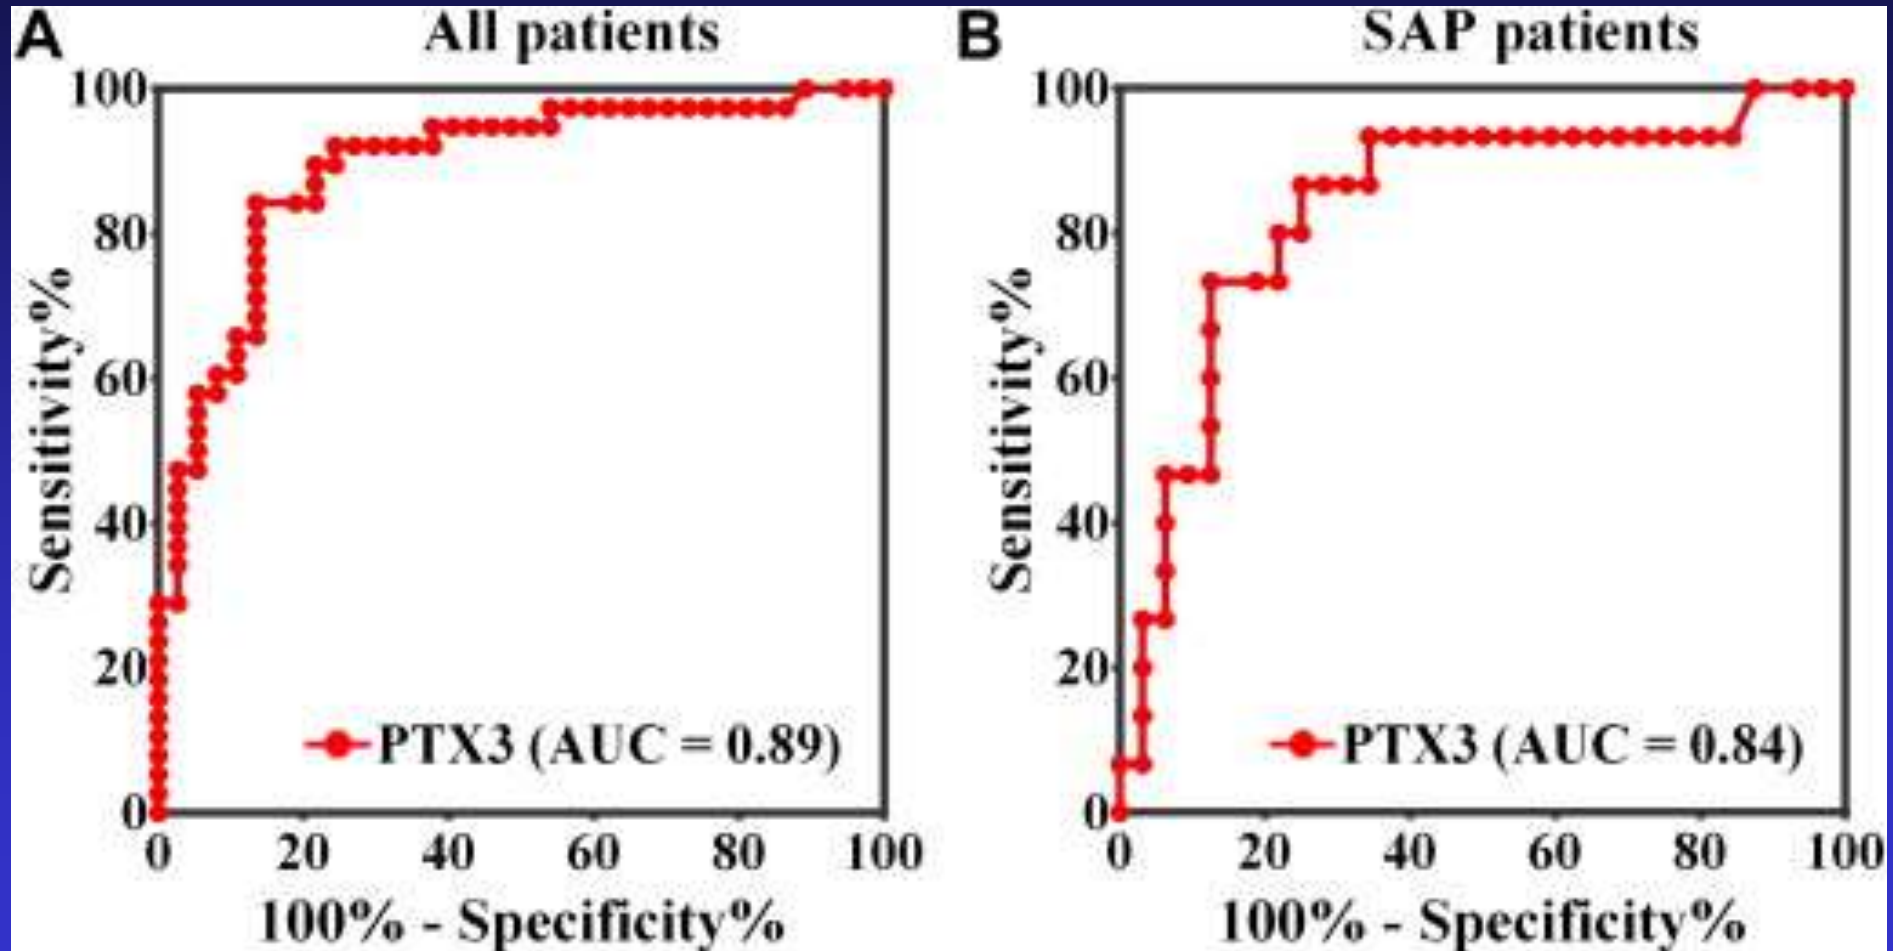 A
All patients
100
80
60
40
20
0
Sensitivity%
PTX3 (AUC = 0.89)
0 20 40 60 80 100
100% - Specificity%
B
SAP patients
100
80
60
40
20
0
Sensitivity%
PTX3 (AUC = 0.84)
0 20 40 60 80 100
100% - Specificity%